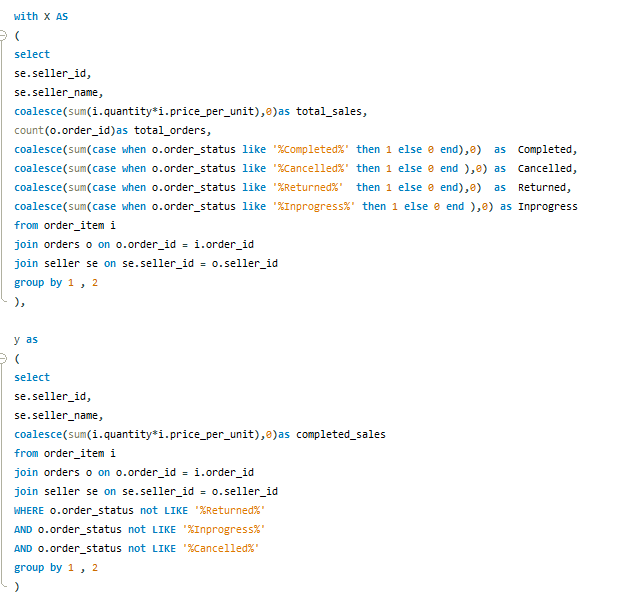 with X AS
(
select
se.seller_id,
se.seller_name,
coalesce(sum(i.quantity*i.price_per_unit),0)as total_sales,
count(o.order_id)as total_orders,
coalesce(sum(case when o.order_status like '%Completed%' then 1 else 0 end),0)  as  Completed,
coalesce(sum(case when o.order_status like '%Cancelled%' then 1 else 0 end ),0) as  Cancelled,
coalesce(sum(case when o.order_status like '%Returned%'  then 1 else 0 end),0)  as  Returned,
coalesce(sum(case when o.order_status like '%Inprogress%' then 1 else 0 end ),0) as Inprogress
from order_item i
join orders o on o.order_id = i.order_id
join seller se on se.seller_id = o.seller_id
group by 1 , 2
),
y as
(
select
se.seller_id,
se.seller_name,
coalesce(sum(i.quantity*i.price_per_unit),0)as completed_sales
from order_item i
join orders o on o.order_id = i.order_id
join seller se on se.seller_id = o.seller_id
WHERE o.order_status not LIKE '%Returned%'
AND o.order_status not LIKE '%Inprogress%'
AND o.order_status not LIKE '%Cancelled%'
group by 1 , 2
)